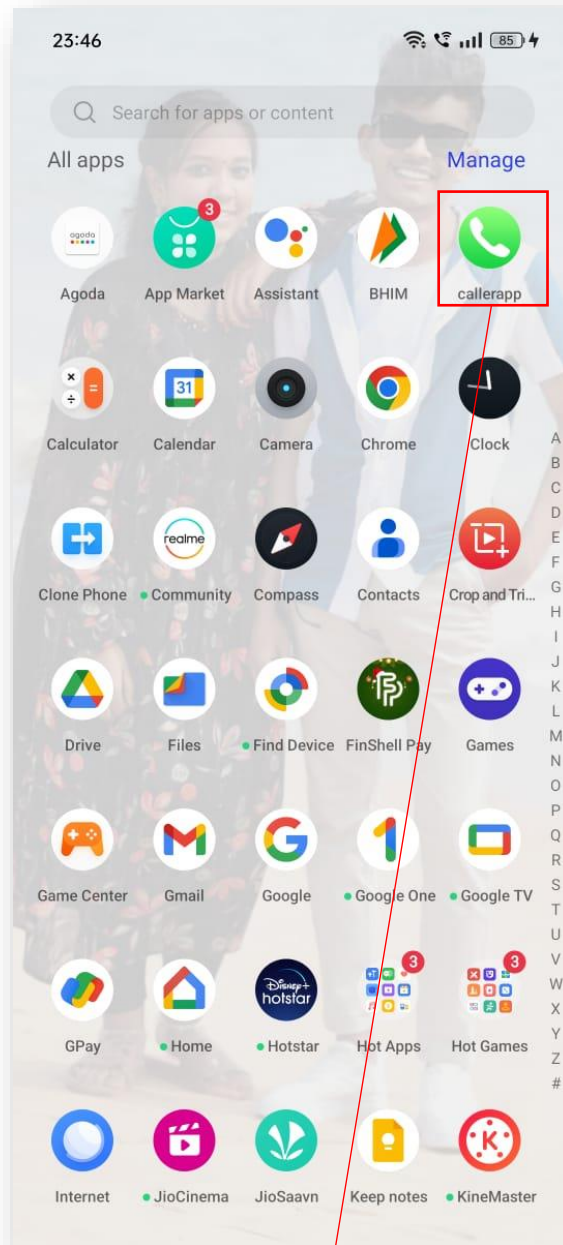 23:46 85
Search for apps or content
All apps Manage
agoda 3
Agoda App Market Assistant BHIM callerapp
31
Calculator Calendar Camera Chrome Clock
realme
Clone Phone Community Compass Contacts Crop and Tri...
Drive Files Find Device FinShell Pay Games
Game Center Gmail Google Google One Google TV
Disney+ hotstar 3 3
GPay Home Hotstar Hot Apps Hot Games
K
Internet JioCinema JioSaavn Keep notes KineMaster
A
B
C
D
E
F
G
H
I
J
K
L
M
N
O
P
Q
R
S
T
U
V
W
X
Y
Z
#